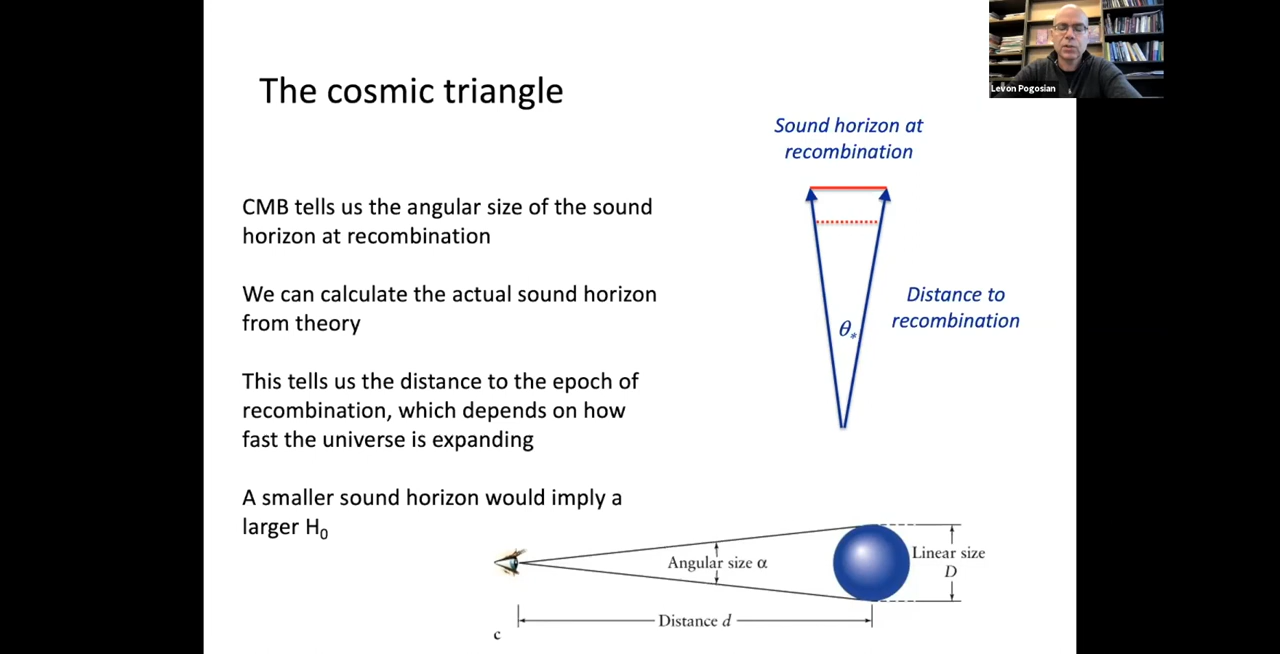 Levon Pogosian
The cosmic triangle
Sound horizon at
recombination
CMB tells us the angular size of the sound
horizon at recombination
We can calculate the actual sound horizon
from theory
Distance to
recombination
θ*
This tells us the distance to the epoch of
recombination, which depends on how
fast the universe is expanding
A smaller sound horizon would imply a
larger H₀
Angular size α
Linear size
D
Distance d
c